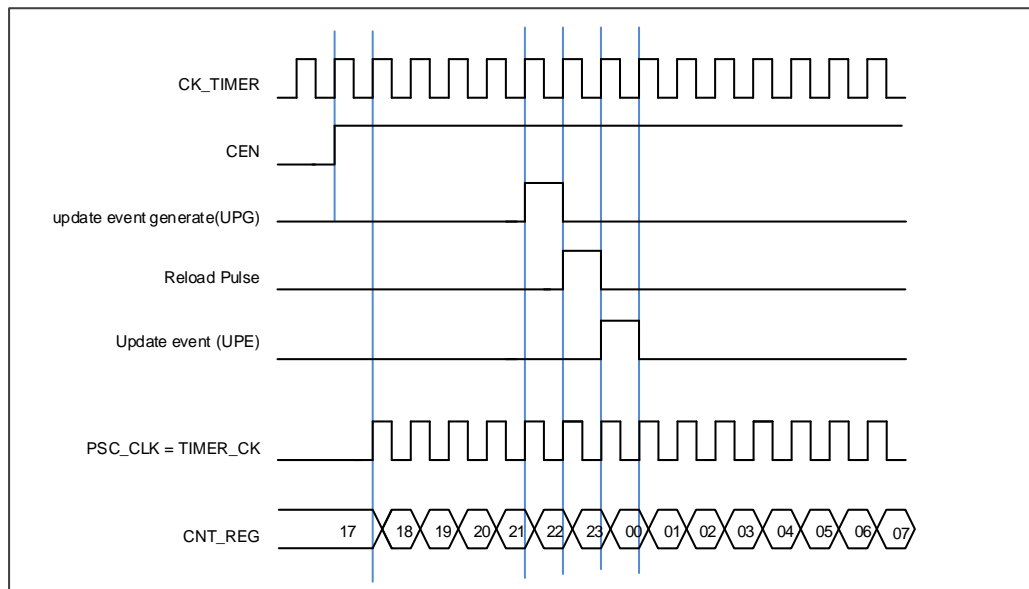 CK_TIMER
CEN
update event generate(UPG)
Reload Pulse
Update event (UPE)
PSC_CLK = TIMER_CK
CNT_REG 17 18 19 20 21 22 23 00 01 02 03 04 05 06 07